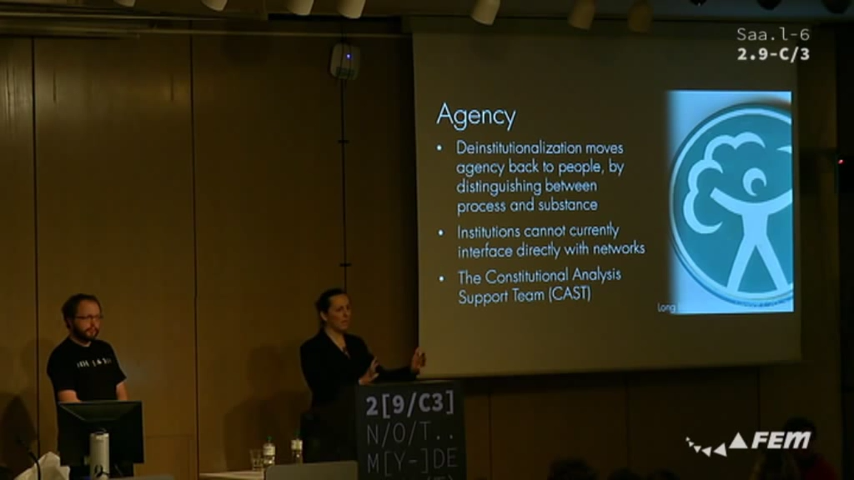 Saa.l-6
2.9-C/3
Agency
• Deinstitutionalization moves
agency back to people, by
distinguishing between
process and substance
• Institutions cannot currently
interface directly with networks
• The Constitutional Analysis
Support Team (CAST)
Long
2[9/C3]
N/O/T..
M[Y-]DE
FEM